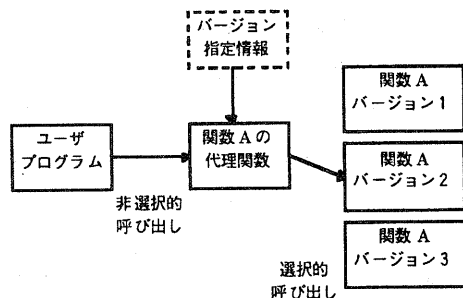 バージョン
指定情報
ユーザ
プログラム
非選択的
呼び出し
関数Aの
代理関数
選択的
呼び出し
関数A
バージョン1
関数A
バージョン2
関数A
バージョン3